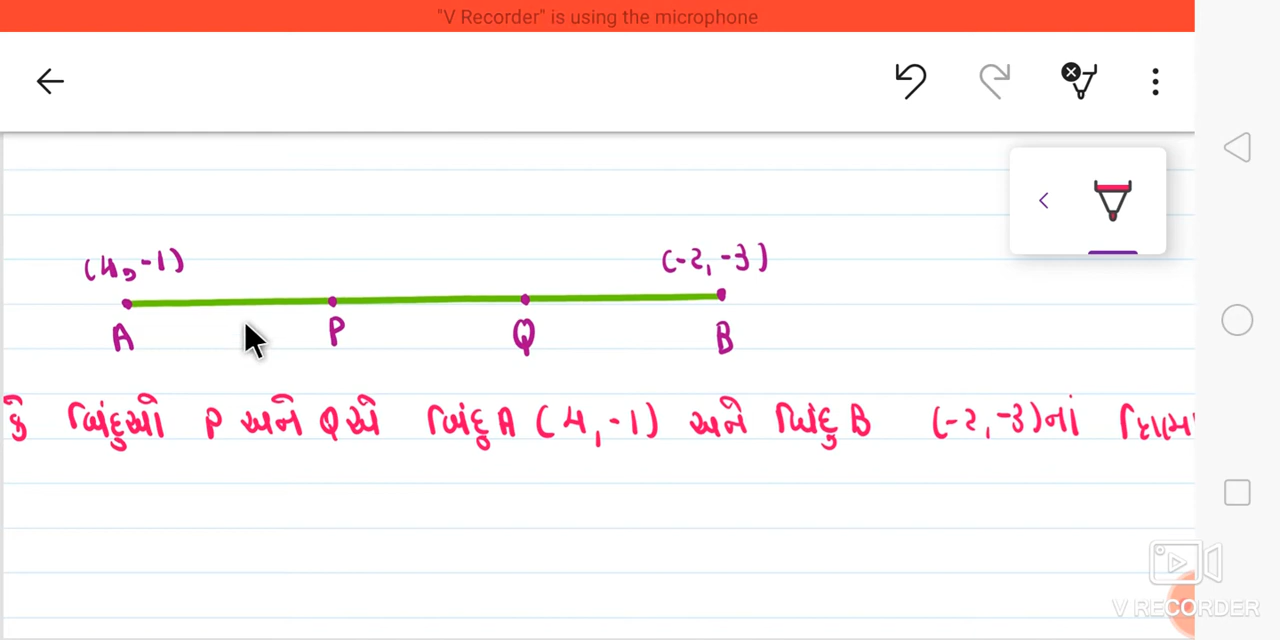 "V Recorder" is using the microphone
(4, -1) (-2, -3)
A P Q B
કે બિંદુઓ P અને Q એ બિંદુ A (4, -1) અને બિંદુ B (-2, -3)નાં
V RECORDER